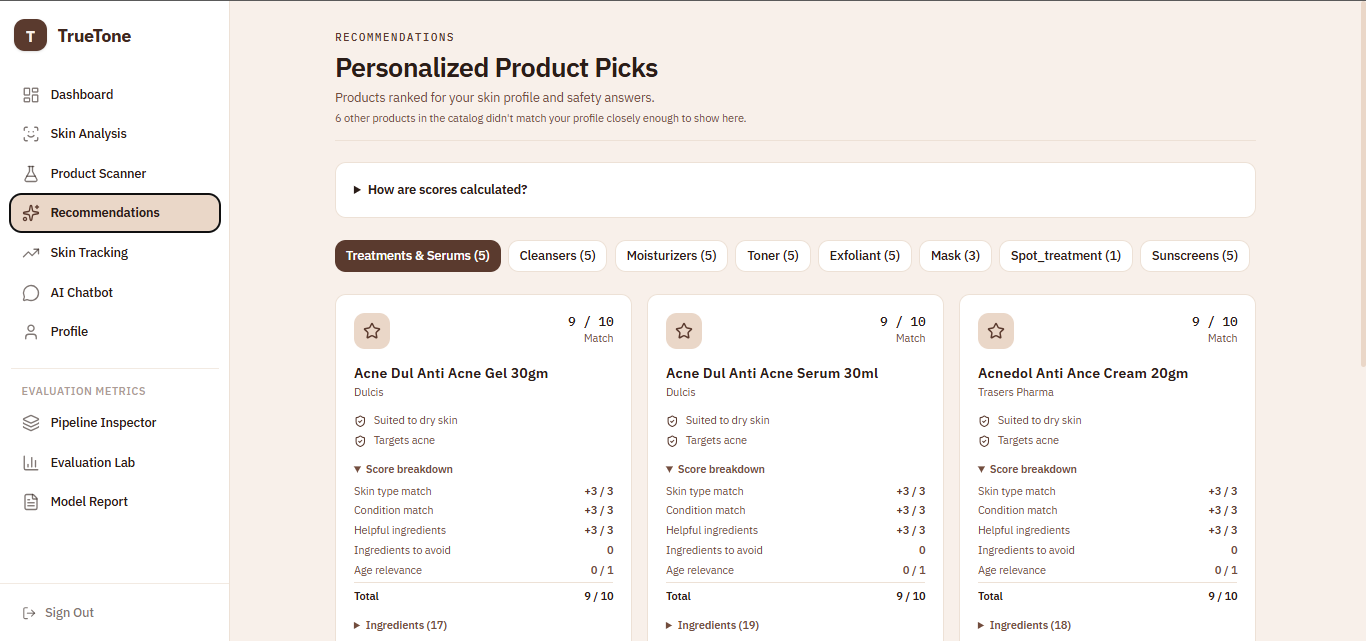 T TrueTone
Dashboard
Skin Analysis
Product Scanner
Recommendations
Skin Tracking
AI Chatbot
Profile
EVALUATION METRICS
Pipeline Inspector
Evaluation Lab
Model Report
Sign Out
RECOMMENDATIONS
Personalized Product Picks
Products ranked for your skin profile and safety answers.
6 other products in the catalog didn't match your profile closely enough to show here.
How are scores calculated?
Treatments & Serums (5) Cleansers (5) Moisturizers (5) Toner (5) Exfoliant (5) Mask (3) Spot_treatment (1) Sunscreens (5)
9 / 10
Match
Acne Dul Anti Acne Gel 30gm
Dulcis
Suited to dry skin
Targets acne
Score breakdown
Skin type match +3 / 3
Condition match +3 / 3
Helpful ingredients +3 / 3
Ingredients to avoid 0
Age relevance 0 / 1
Total 9 / 10
Ingredients (17)
9 / 10
Match
Acne Dul Anti Acne Serum 30ml
Dulcis
Suited to dry skin
Targets acne
Score breakdown
Skin type match +3 / 3
Condition match +3 / 3
Helpful ingredients +3 / 3
Ingredients to avoid 0
Age relevance 0 / 1
Total 9 / 10
Ingredients (19)
9 / 10
Match
Acnedol Anti Ance Cream 20gm
Trasers Pharma
Suited to dry skin
Targets acne
Score breakdown
Skin type match +3 / 3
Condition match +3 / 3
Helpful ingredients +3 / 3
Ingredients to avoid 0
Age relevance 0 / 1
Total 9 / 10
Ingredients (18)